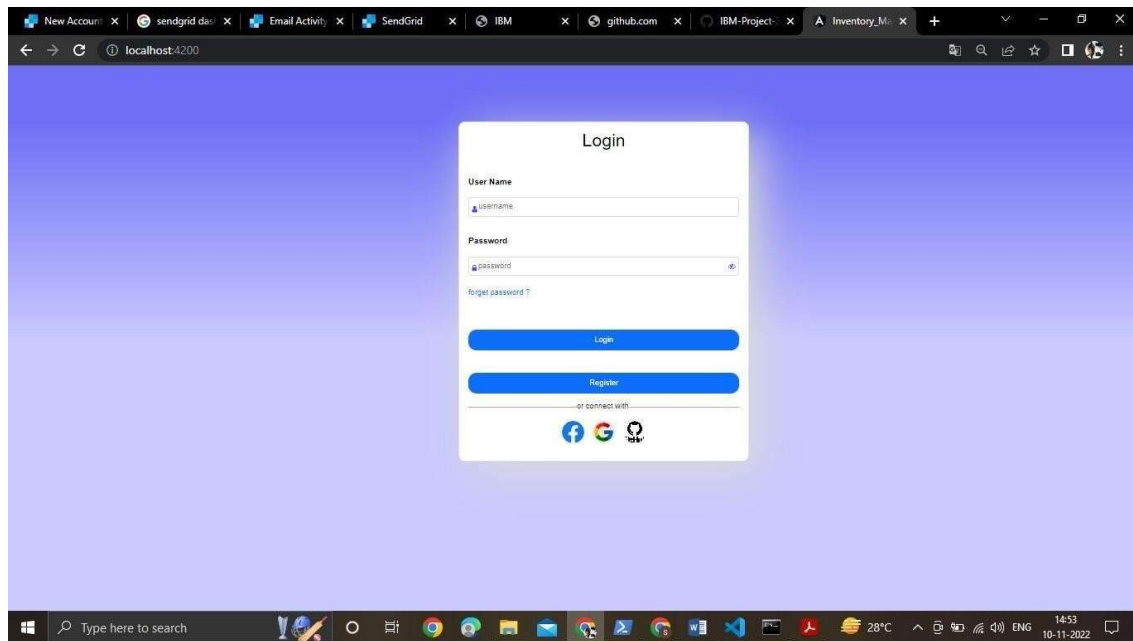 New Account
sendgrid das
Email Activity
SendGrid
IBM
github.com
IBM-Project-
Inventory_Ma
localhost:4200
Login
User Name
username
Password
password
forget password ?
Login
Register
or connect with
Type here to search
28°C
ENG
14:53
10-11-2022